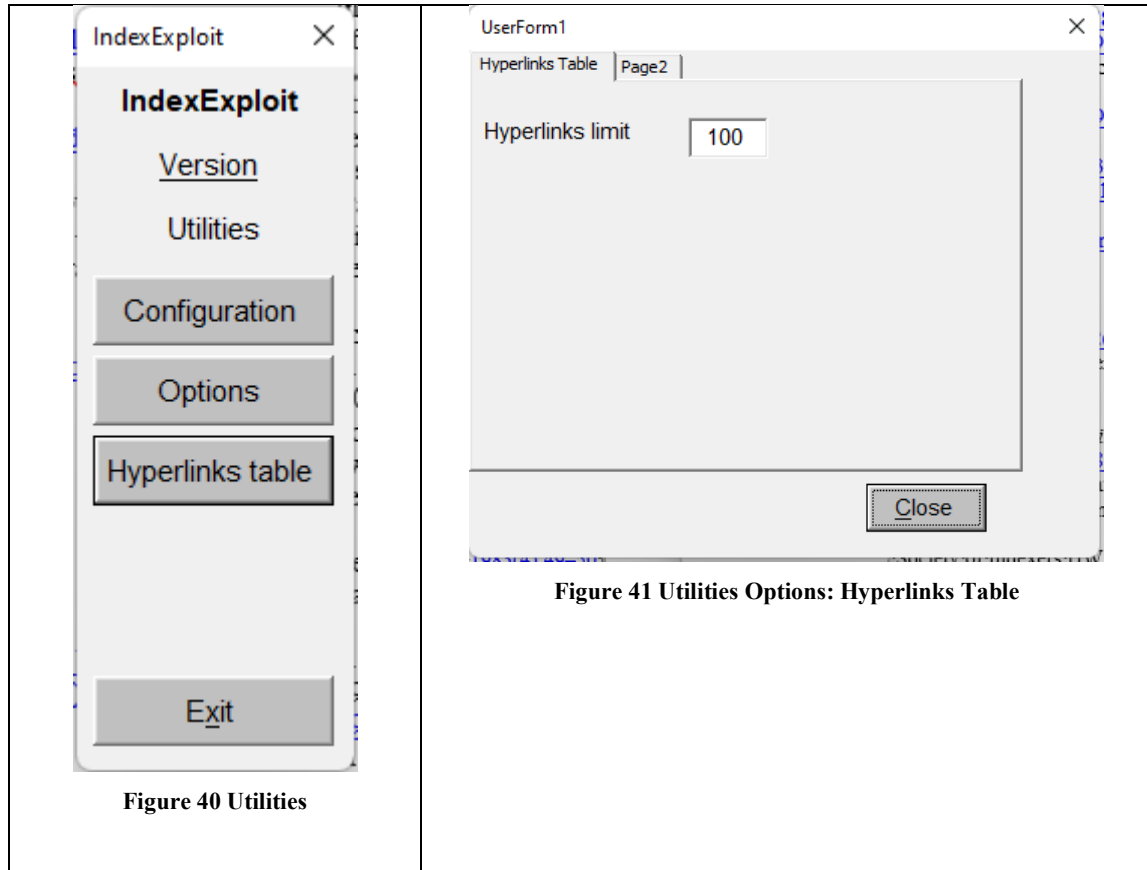 IndexExploit
IndexExploit
Version
Utilities
Configuration
Options
Hyperlinks table
Exit
Figure 40 Utilities
UserForm1
Hyperlinks Table Page2
Hyperlinks limit 100
Close
Figure 41 Utilities Options: Hyperlinks Table